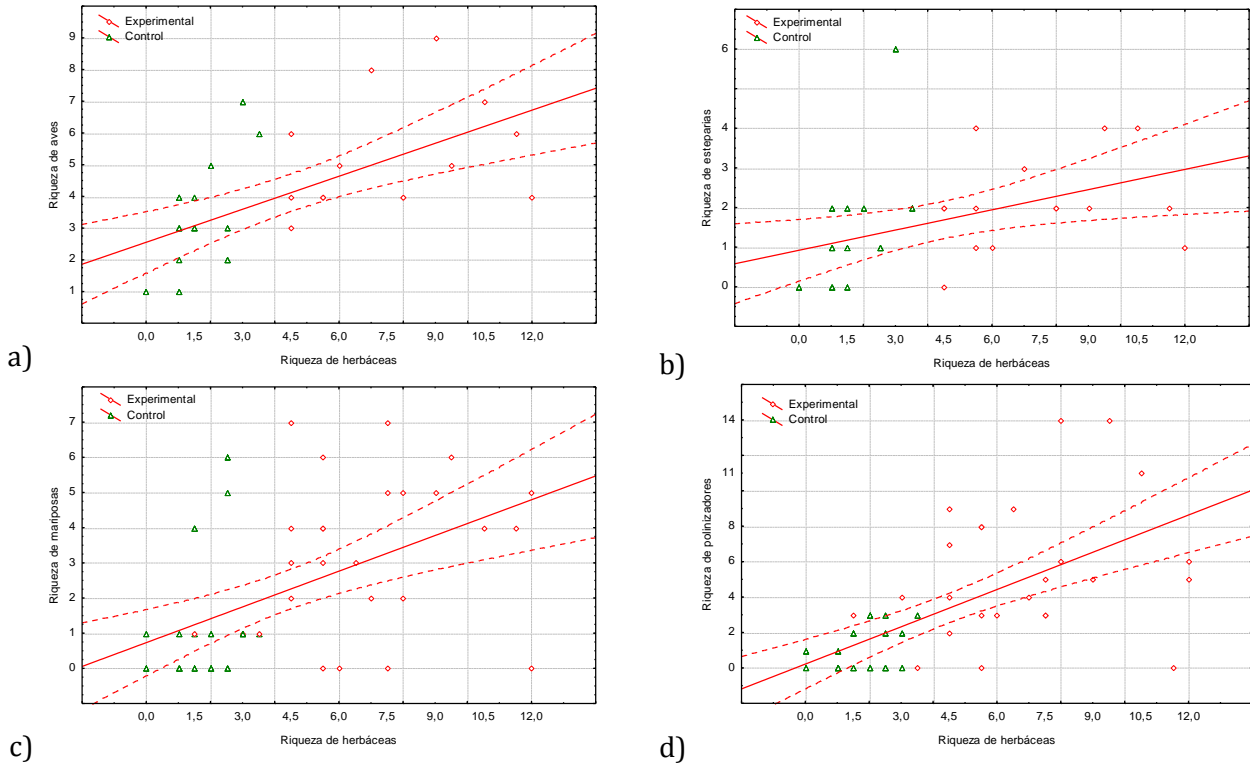 Experimental
Control
Riqueza de aves
9
8
7
6
5
4
3
2
1
0,0 1,5 3,0 4,5 6,0 7,5 9,0 10,5 12,0
Riqueza de herbáceas
a)
Experimental
Control
Riqueza de esteparias
6
4
3
2
1
0
0,0 1,5 3,0 4,5 6,0 7,5 9,0 10,5 12,0
Riqueza de herbáceas
b)
Experimental
Control
Riqueza de mariposas
7
6
5
4
3
2
1
0
0,0 1,5 3,0 4,5 6,0 7,5 9,0 10,5 12,0
Riqueza de herbáceas
c)
Experimental
Control
Riqueza de polinizadores
14
11
8
6
4
2
0
0,0 1,5 3,0 4,5 6,0 7,5 9,0 10,5 12,0
Riqueza de herbáceas
d)